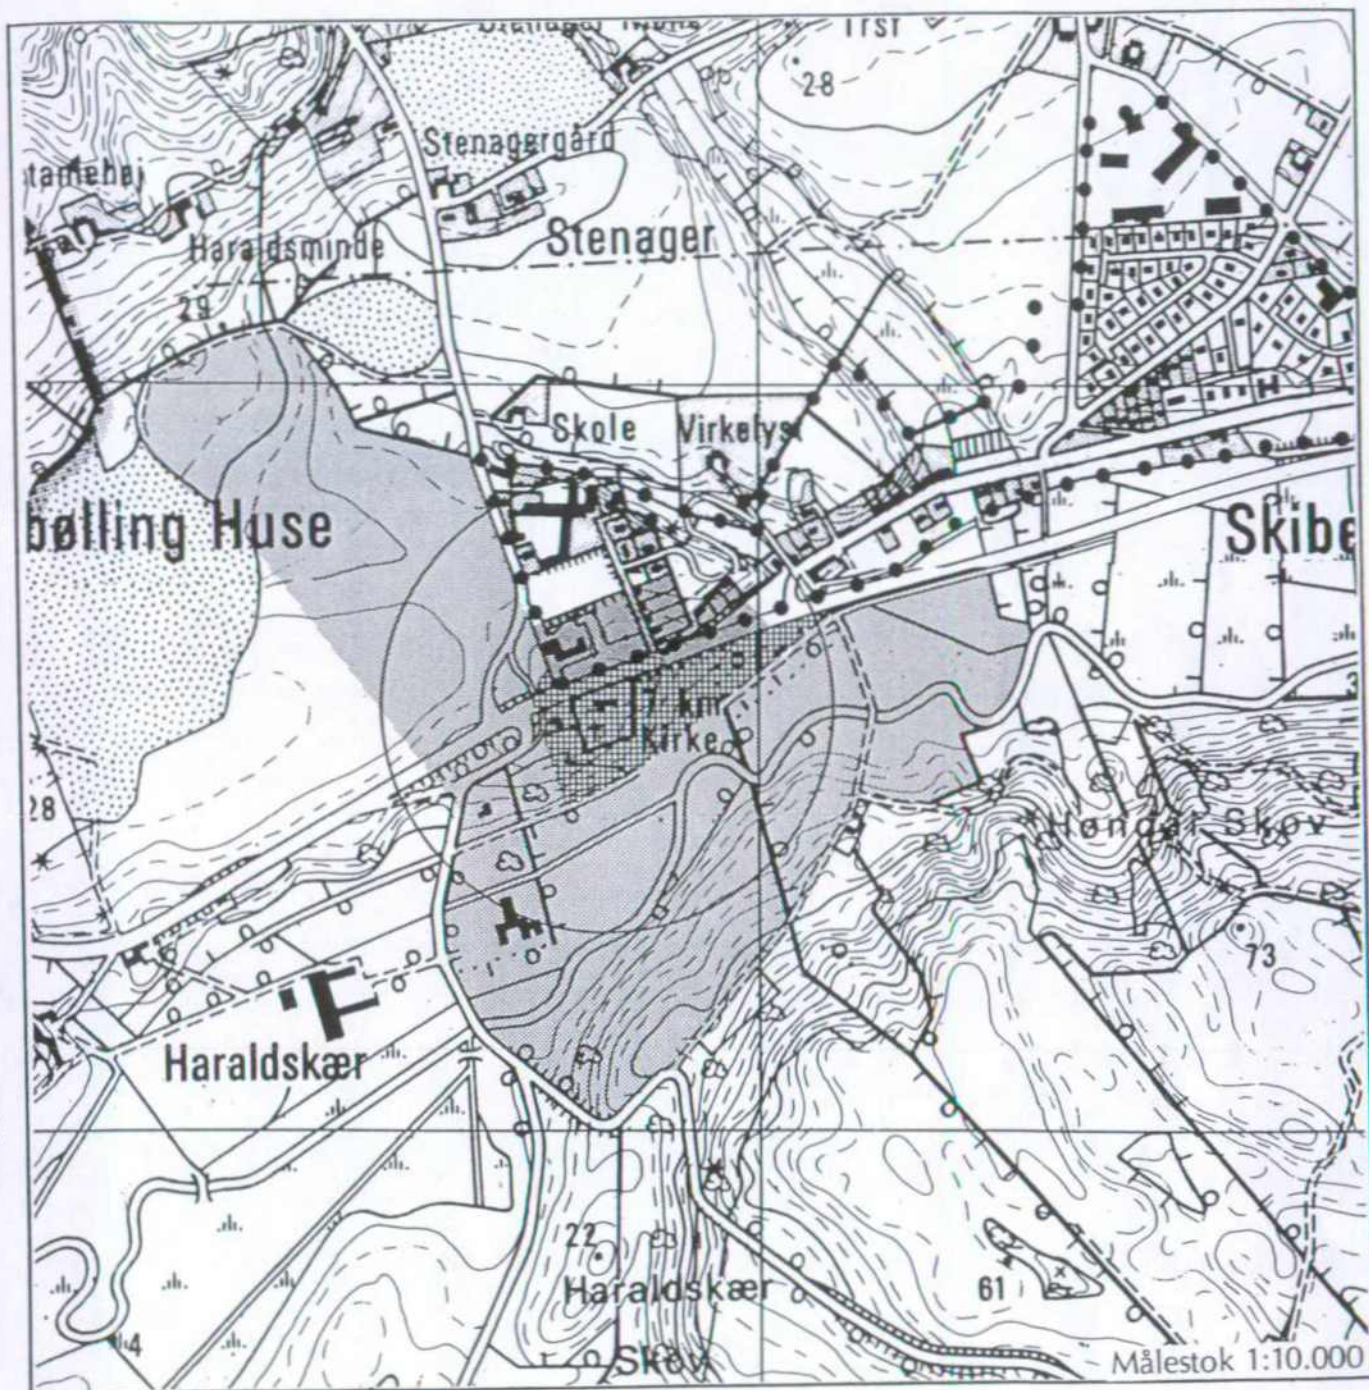 28
Stenagergård
Haraldsminde
Stenager
29
Skole
Virkelyst
bølling Huse
Skibe
km
Kirke
28
Høndal Skov
73
Haraldskær
22
Haraldskær
61
Skov
4
Målestok 1:10.000